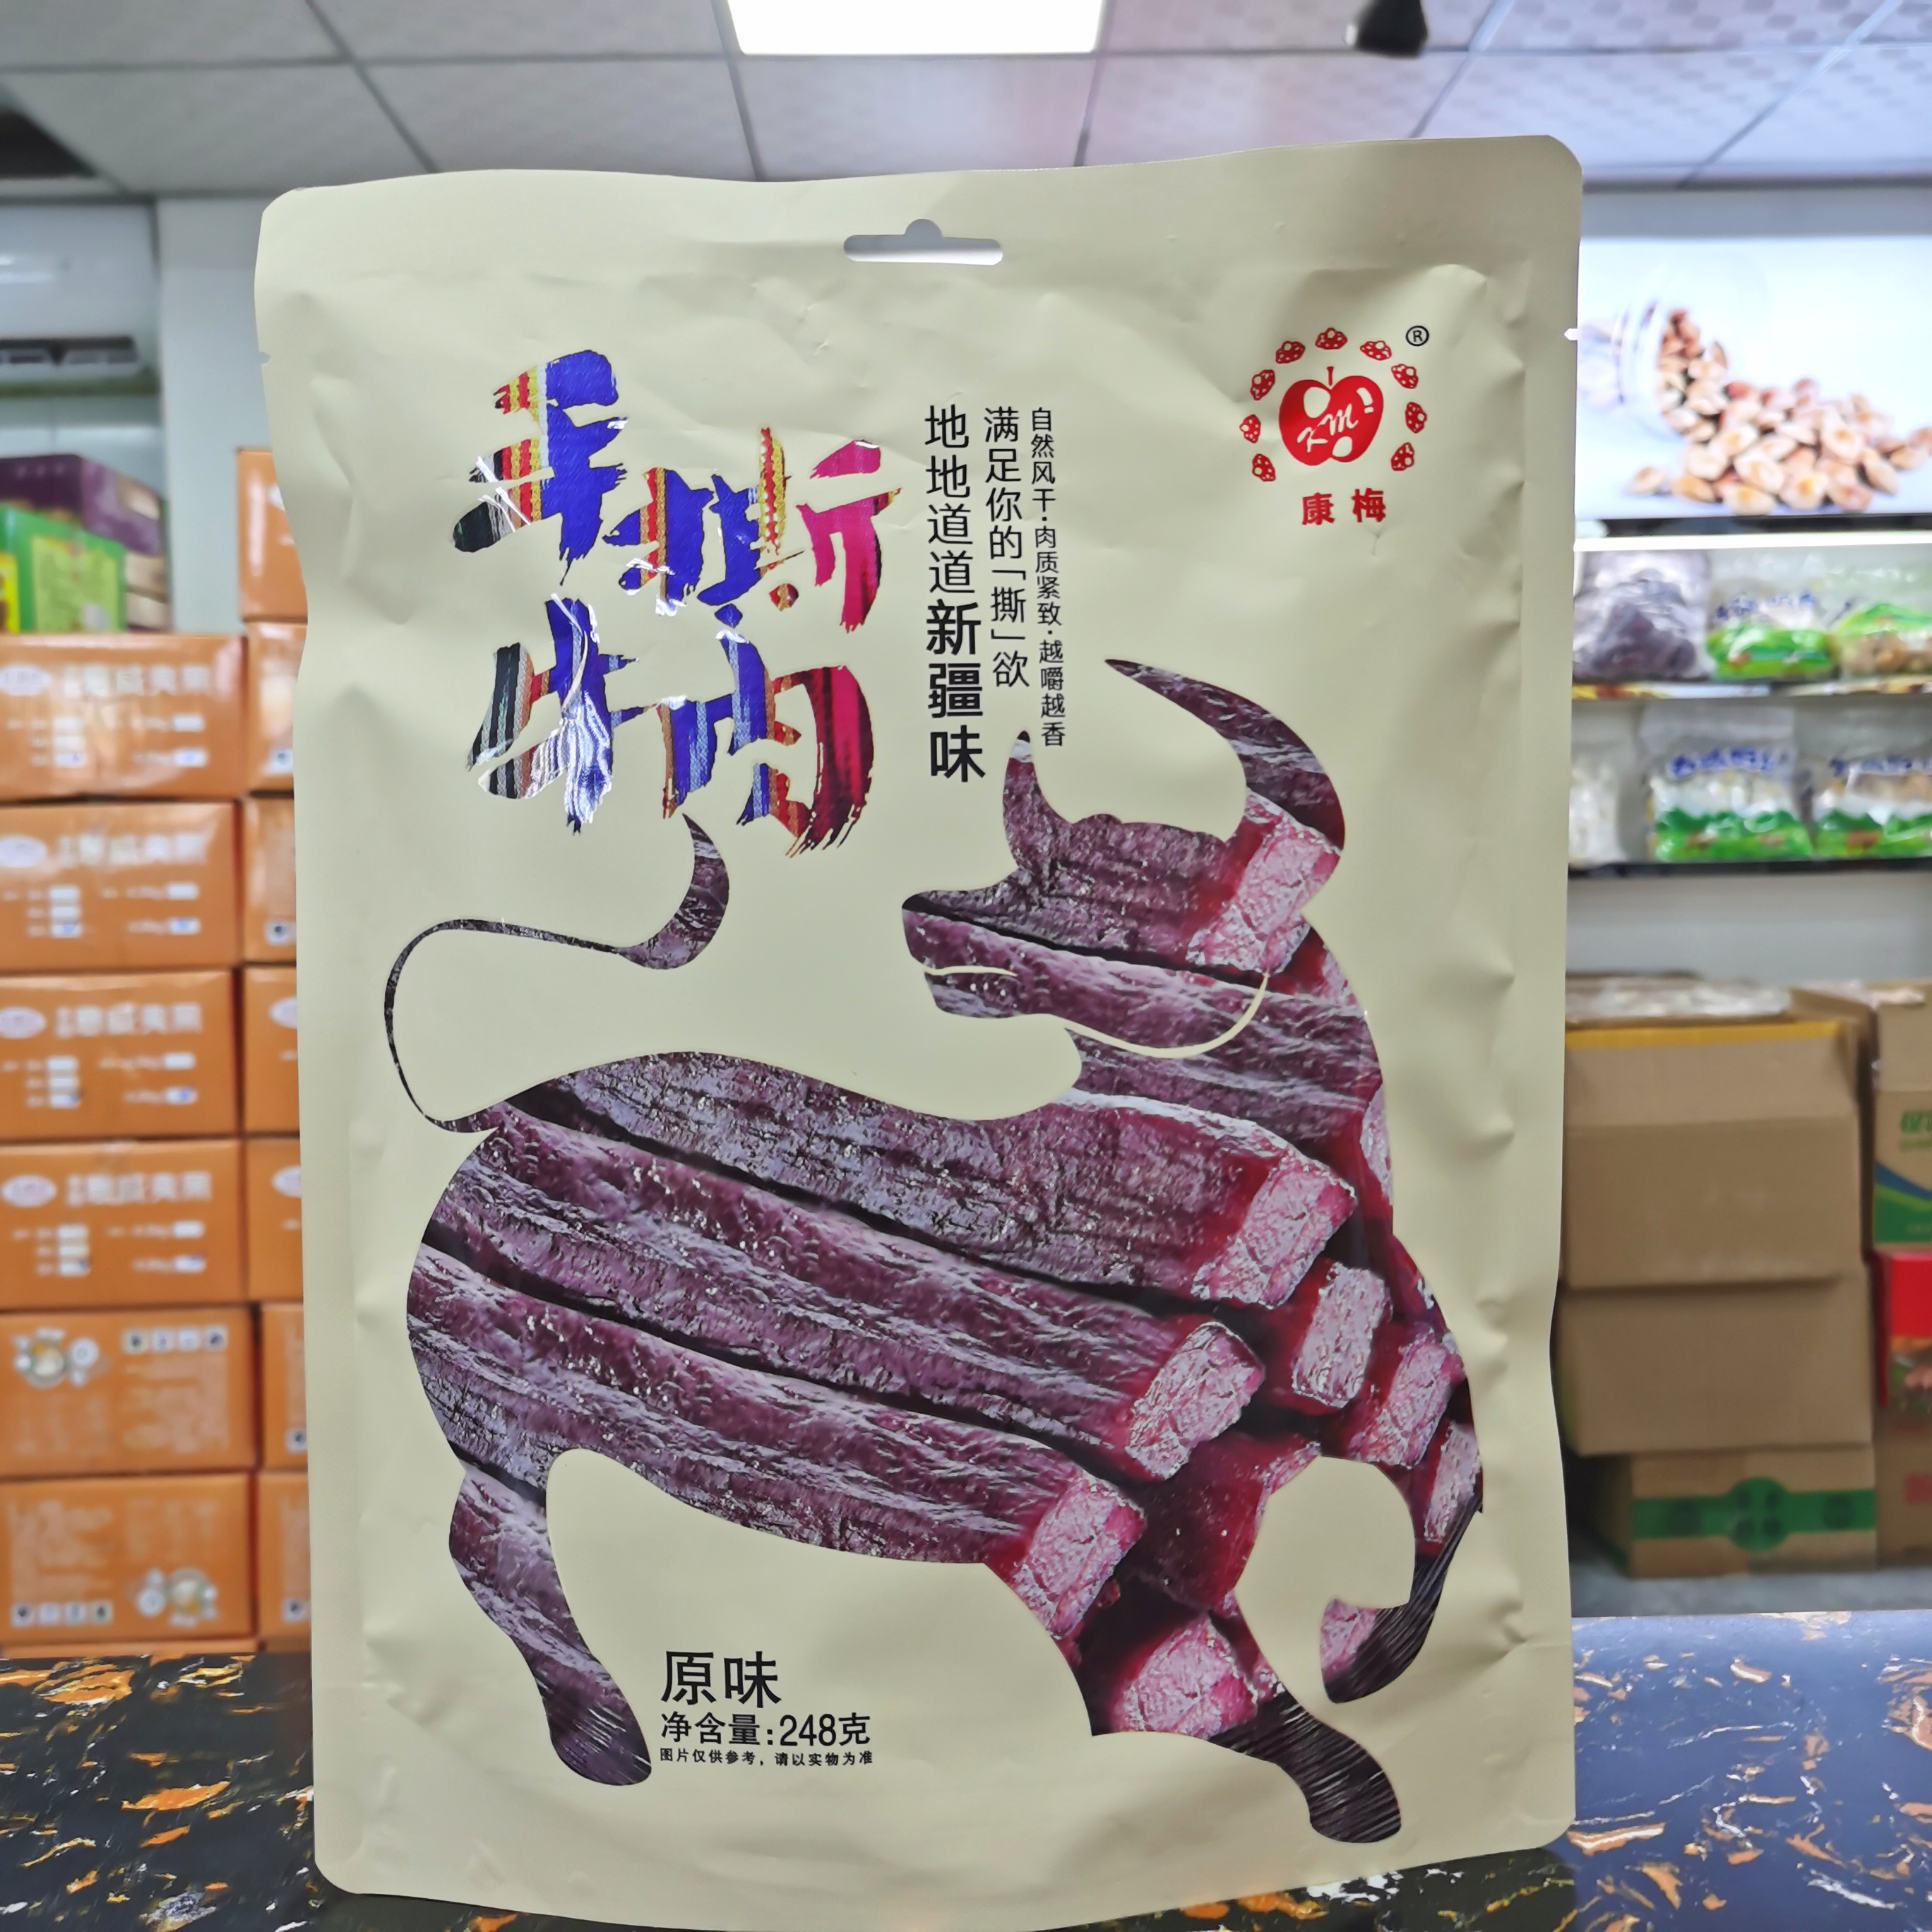 手撕
牛肉
自然风干·肉质紧致·越嚼越香
满足你的「撕」欲
地地道道新疆味
®
KM
康梅
原味
净含量:248克
图片仅供参考，请以实物为准